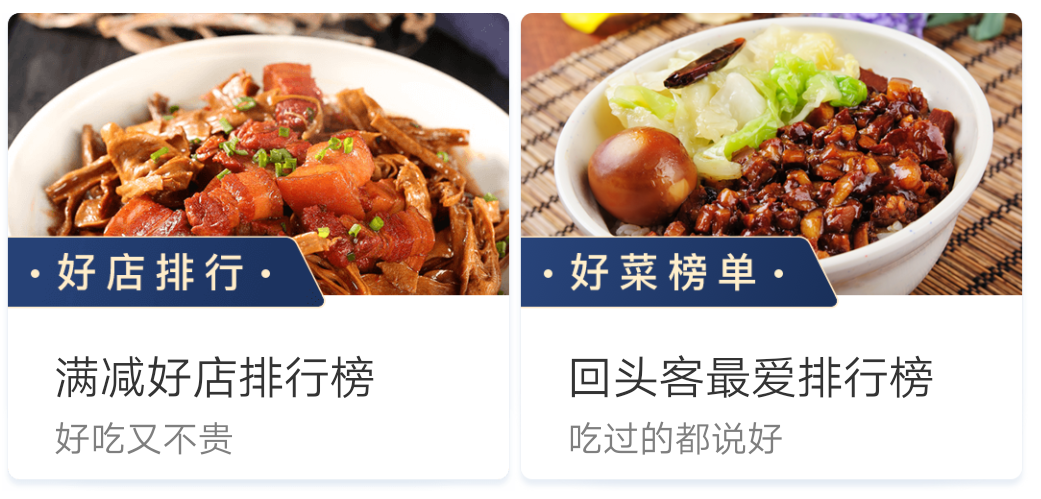 • 好店排行 •
满减好店排行榜
好吃又不贵
• 好菜榜单 •
回头客最爱排行榜
吃过的都说好